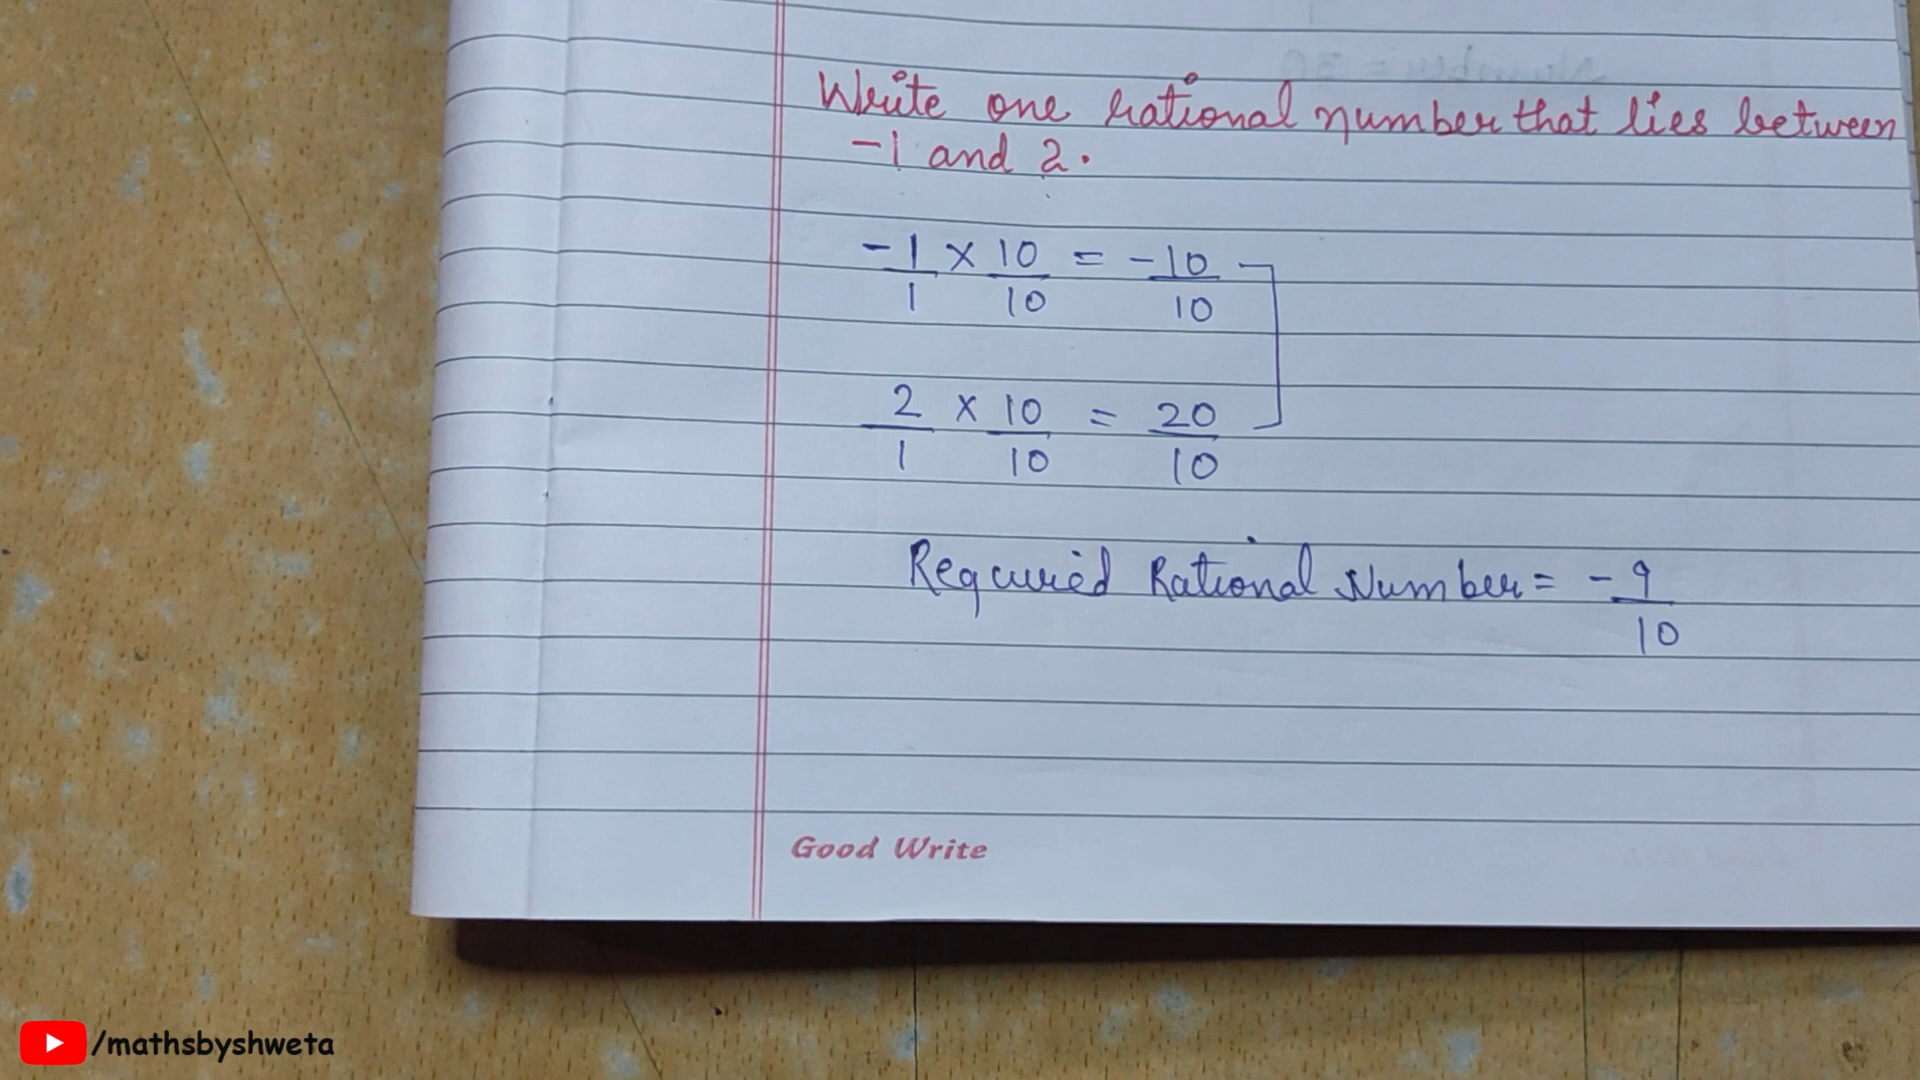 Write one rational number that lies between
-1 and 2.
-1/1 × 10/10 = -10/10
2/1 × 10/10 = 20/10
Required Rational Number = -9/10
Good Write
/mathsbyshweta